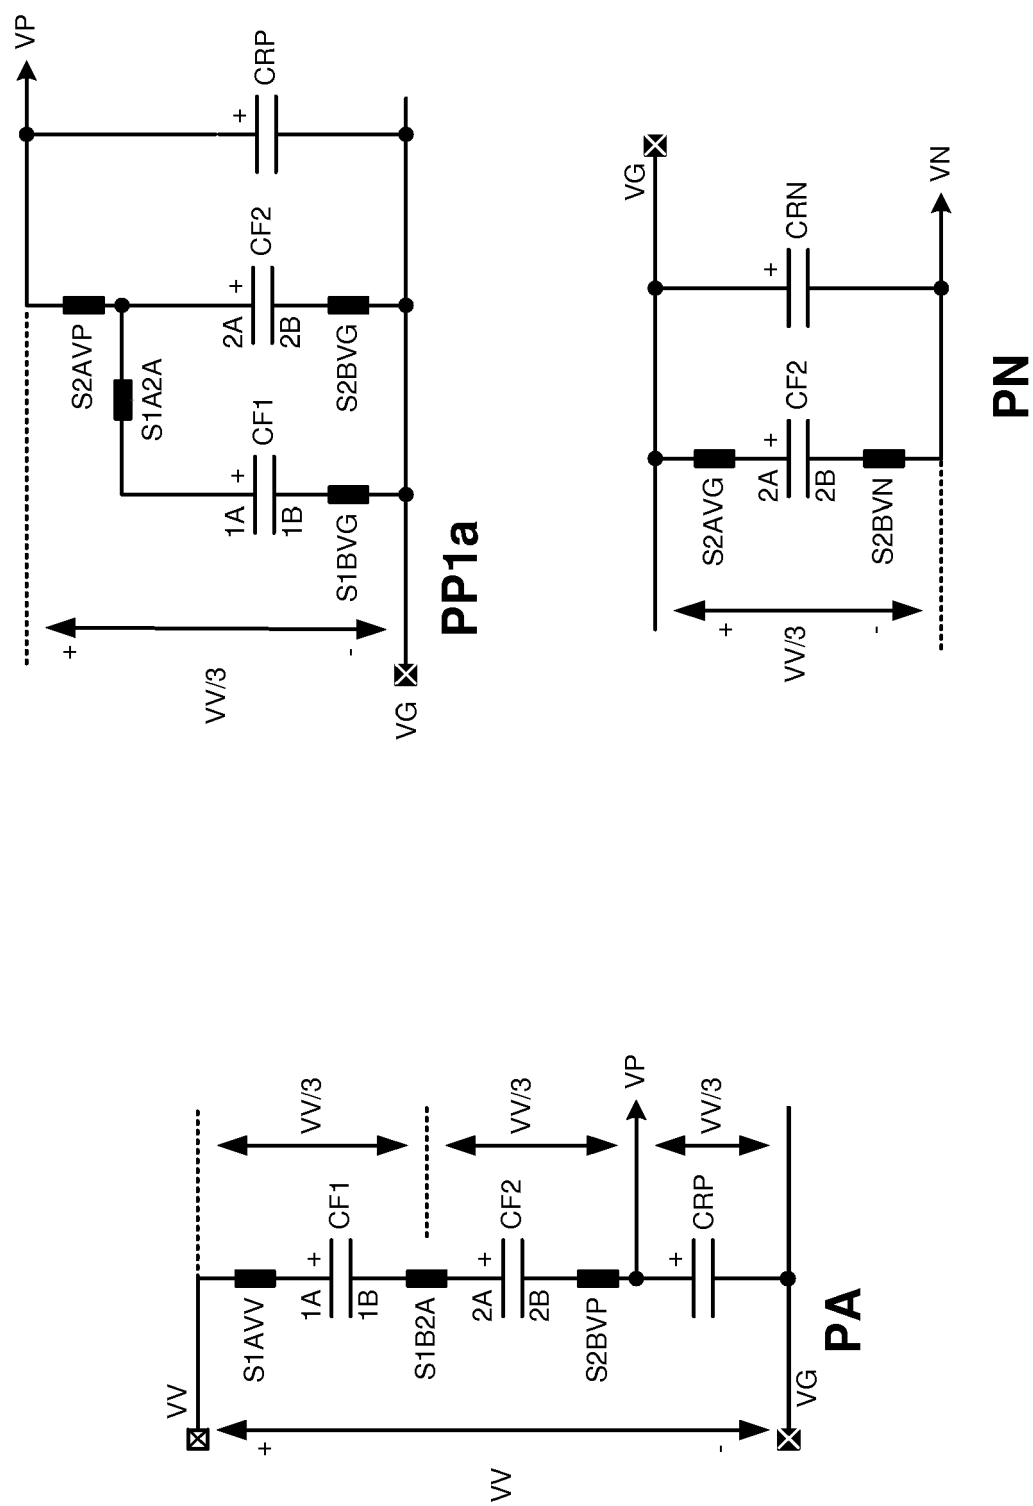 VP
+
CRP
S2AVP
S1A2A
2A
+
CF2
2B
S2BVG
1A
+
CF1
1B
S1BVG
+
VV/3
-
VG
PP1a
VG
S2AVG
2A
+
CF2
2B
S2BVN
+
CRN
VN
+
VV/3
-
PN
VV
+
VV
-
VG
S1AVV
1A
+
CF1
1B
S1B2A
2A
+
CF2
2B
S2BVP
+
CRP
VP
VV/3
VV/3
VV/3
PA